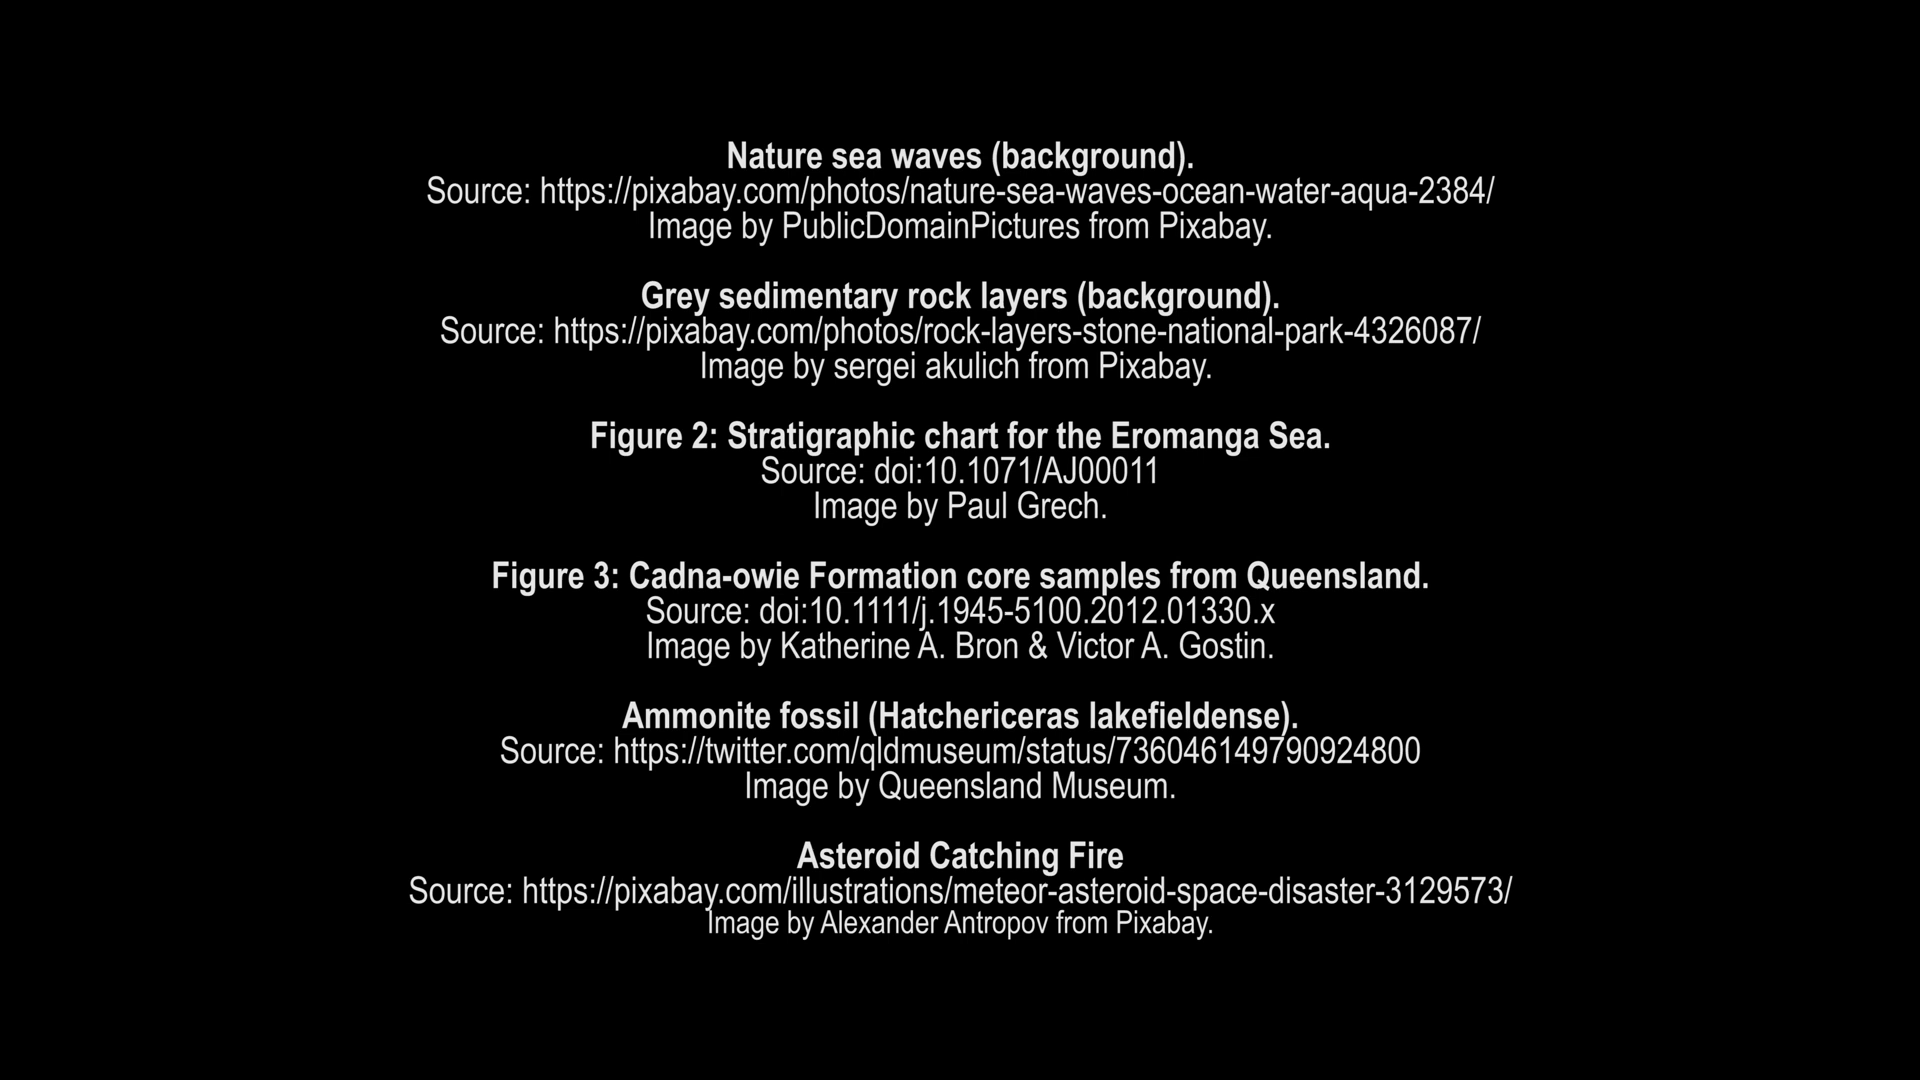 Nature sea waves (background).
Source: https://pixabay.com/photos/nature-sea-waves-ocean-water-aqua-2384/
Image by PublicDomainPictures from Pixabay.
Grey sedimentary rock layers (background).
Source: https://pixabay.com/photos/rock-layers-stone-national-park-4326087/
Image by sergei akulich from Pixabay.
Figure 2: Stratigraphic chart for the Eromanga Sea.
Source: doi:10.1071/AJ00011
Image by Paul Grech.
Figure 3: Cadna-owie Formation core samples from Queensland.
Source: doi:10.1111/j.1945-5100.2012.01330.x
Image by Katherine A. Bron & Victor A. Gostin.
Ammonite fossil (Hatchericeras lakefieldense).
Source: https://twitter.com/qldmuseum/status/736046149790924800
Image by Queensland Museum.
Asteroid Catching Fire
Source: https://pixabay.com/illustrations/meteor-asteroid-space-disaster-3129573/
Image by Alexander Antropov from Pixabay.